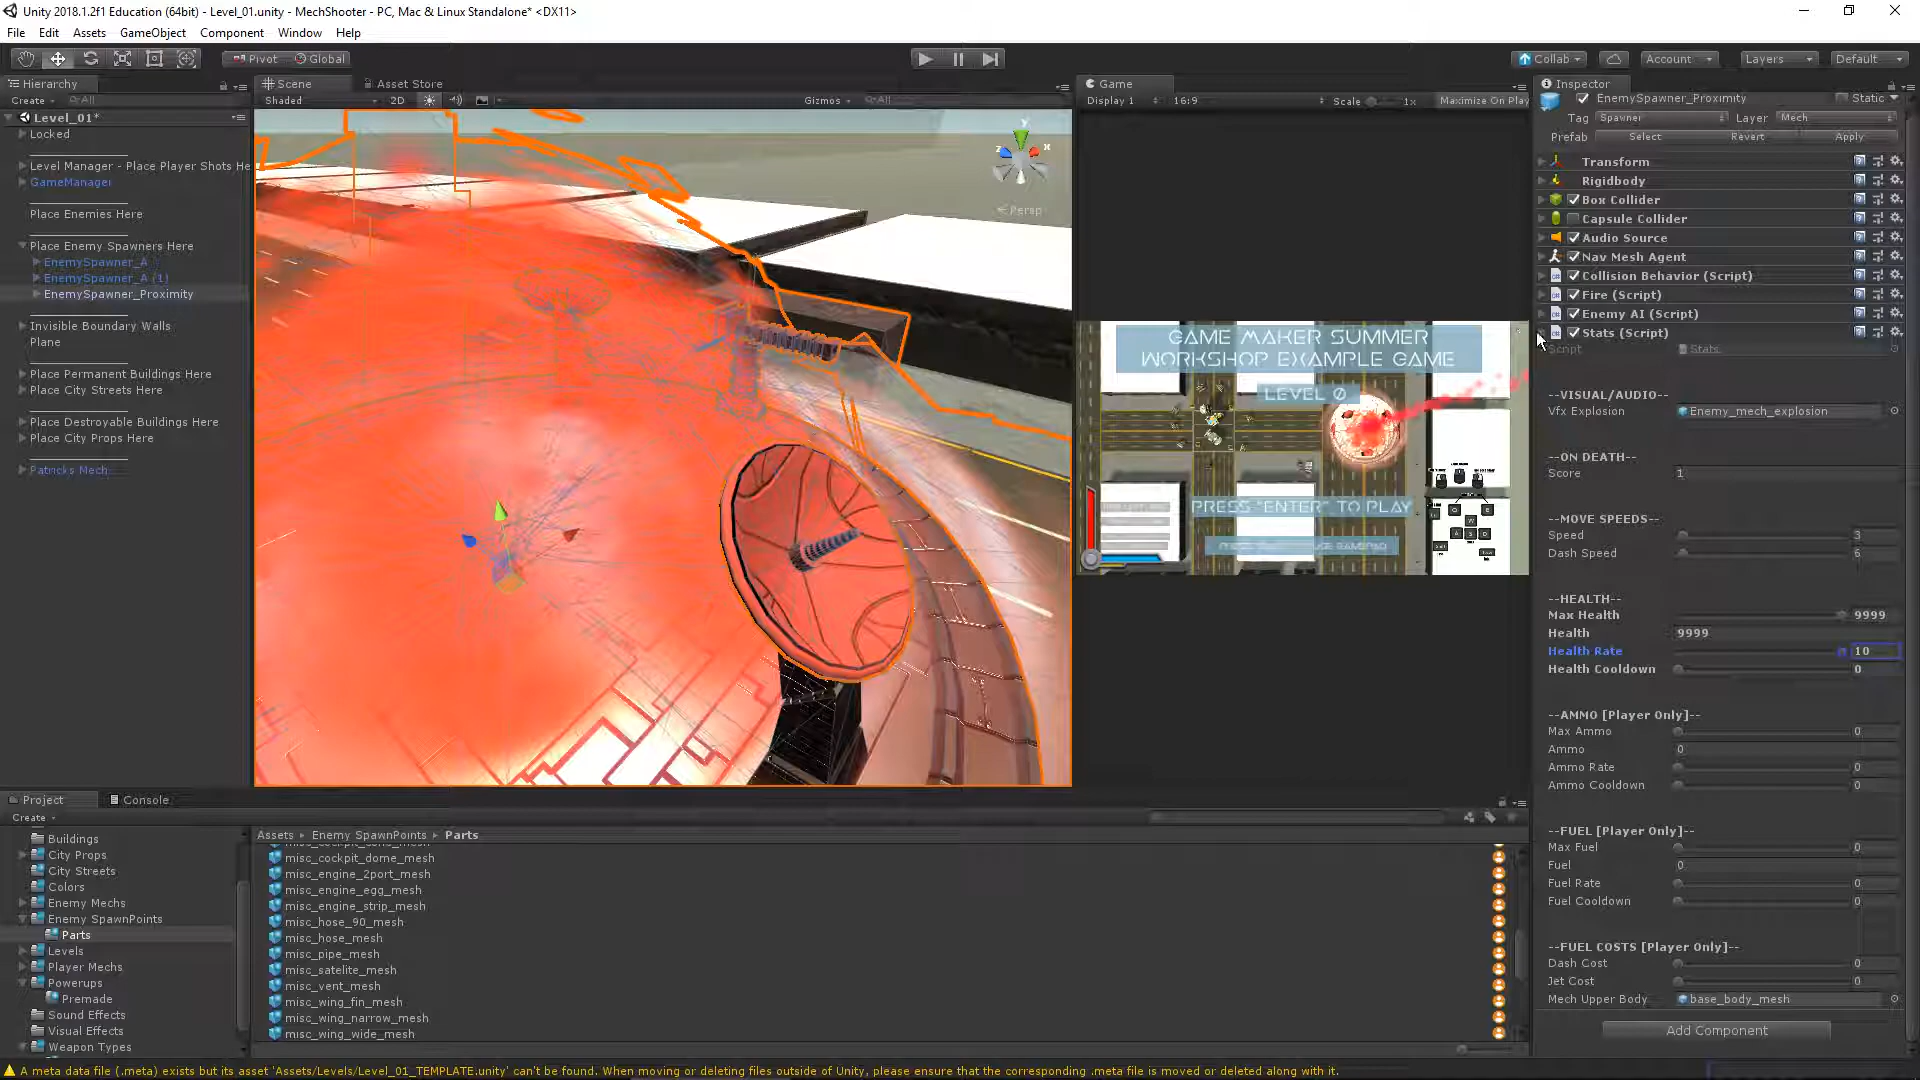 Unity 2018.1.2f1 Education (64bit) - Level_01.unity - MechShooter - PC, Mac & Linux Standalone* <DX11>
File Edit Assets GameObject Component Window Help
Pivot Global
Collab Account Layers Default
Hierarchy
Create All
Level_01*
Locked
Level Manager - Place Player Shots He
GameManager
Place Enemies Here
Place Enemy Spawners Here
EnemySpawner_A
EnemySpawner_A (1)
EnemySpawner_Proximity
Invisible Boundary Walls
Plane
Place Permanent Buildings Here
Place City Streets Here
Place Destroyable Buildings Here
Place City Props Here
Patricks Mech
Scene Asset Store
Shaded 2D Gizmos All
y
x
z
Persp
Game
Display 1 16:9 Scale 1x Maximize On Play
GAME MAKER SUMMER
WORKSHOP EXAMPLE GAME
LEVEL 0
PRESS "ENTER" TO PLAY
Inspector
EnemySpawner_Proximity Static
Tag Spawner Layer Mech
Prefab Select Revert Apply
Transform
Rigidbody
Box Collider
Capsule Collider
Audio Source
Nav Mesh Agent
Collision Behavior (Script)
Fire (Script)
Enemy AI (Script)
Stats (Script)
Script Stats
--VISUAL/AUDIO--
Vfx Explosion Enemy_mech_explosion
--ON DEATH--
Score 1
--MOVE SPEEDS--
Speed 3
Dash Speed 6
--HEALTH--
Max Health 9999
Health 9999
Health Rate 10
Health Cooldown 0
--AMMO [Player Only]--
Max Ammo 0
Ammo 0
Ammo Rate 0
Ammo Cooldown 0
--FUEL [Player Only]--
Max Fuel 0
Fuel 0
Fuel Rate 0
Fuel Cooldown 0
--FUEL COSTS [Player Only]--
Dash Cost 0
Jet Cost 0
Mech Upper Body base_body_mesh
Add Component
Project Console
Create
Buildings
City Props
City Streets
Colors
Enemy Mechs
Enemy SpawnPoints
Parts
Levels
Player Mechs
Powerups
Premade
Sound Effects
Visual Effects
Weapon Types
Assets Enemy SpawnPoints Parts
misc_cockpit_dome_mesh
misc_engine_2port_mesh
misc_engine_egg_mesh
misc_engine_strip_mesh
misc_hose_90_mesh
misc_hose_mesh
misc_pipe_mesh
misc_satelite_mesh
misc_vent_mesh
misc_wing_fin_mesh
misc_wing_narrow_mesh
misc_wing_wide_mesh
A meta data file (.meta) exists but its asset 'Assets/Levels/Level_01_TEMPLATE.unity' can't be found. When moving or deleting files outside of Unity, please ensure that the corresponding .meta file is moved or deleted along with it.